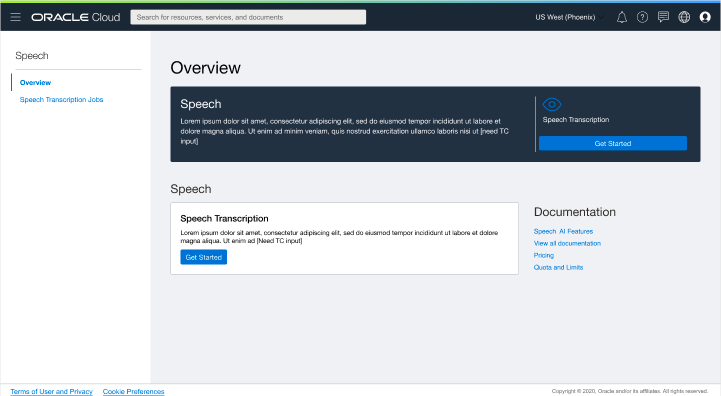 ORACLE Cloud
Search for resources, services, and documents
US West (Phoenix)
Speech
Overview
Speech Transcription Jobs
Overview
Speech
Lorem ipsum dolor sit amet, consectetur adipiscing elit, sed do eiusmod tempor incididunt ut labore et
dolore magna aliqua. Ut enim ad minim veniam, quis nostrud exercitation ullamco laboris nisi ut [need TC
input]
Speech Transcription
Get Started
Speech
Speech Transcription
Lorem ipsum dolor sit amet, consectetur adipiscing elit, sed do eiusmod tempor incididunt ut labore et dolore
magna aliqua. Ut enim ad [Need TC input]
Get Started
Documentation
Speech AI Features
View all documentation
Pricing
Quota and Limits
Terms of User and Privacy
Cookie Preferences
Copyright © 2020, Oracle and/or its affiliates. All rights reserved.